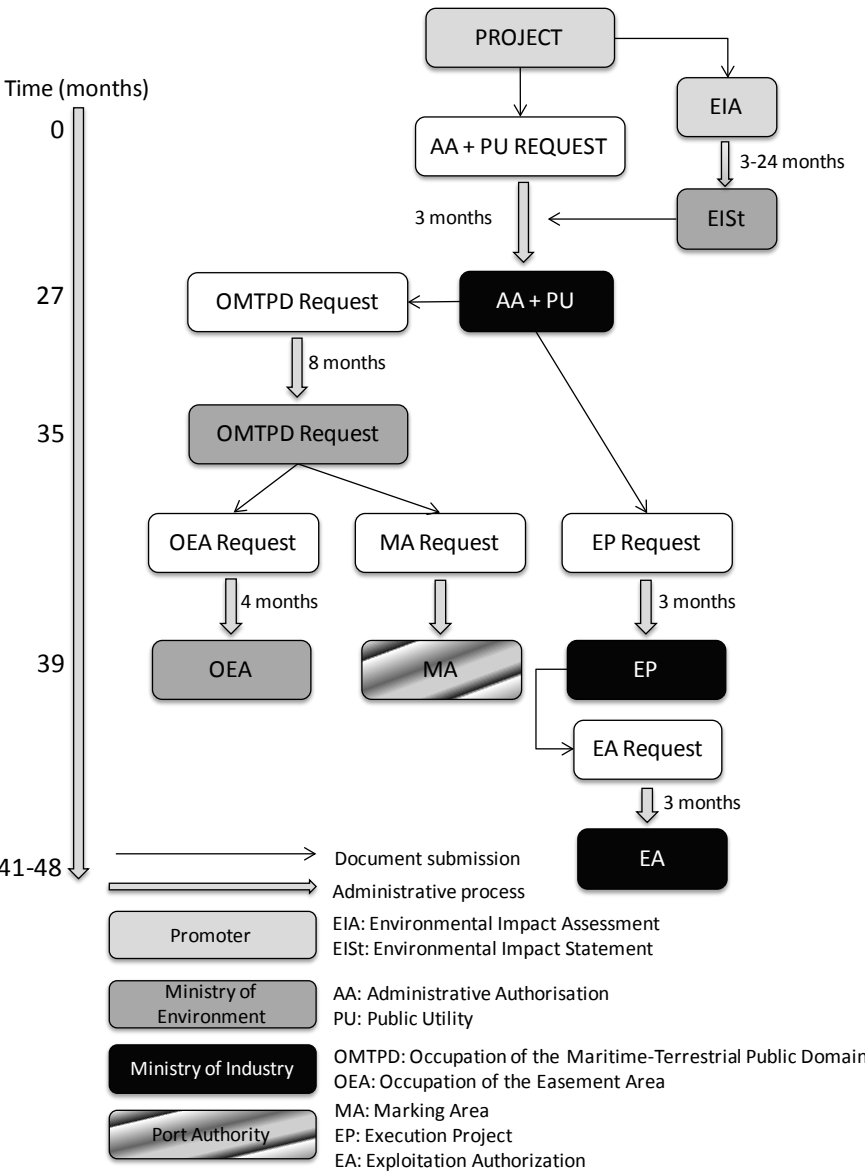 PROJECT
Time (months)
0
EIA
AA + PU REQUEST
3-24 months
3 months
EISt
27
OMTPD Request
AA + PU
8 months
35
OMTPD Request
OEA Request
MA Request
EP Request
4 months
3 months
39
OEA
MA
EP
EA Request
3 months
41-48
EA
Document submission
Administrative process
Promoter
EIA: Environmental Impact Assessment
EISt: Environmental Impact Statement
Ministry of
Environment
AA: Administrative Authorisation
PU: Public Utility
Ministry of Industry
OMTPD: Occupation of the Maritime-Terrestrial Public Domain
OEA: Occupation of the Easement Area
Port Authority
MA: Marking Area
EP: Execution Project
EA: Exploitation Authorization